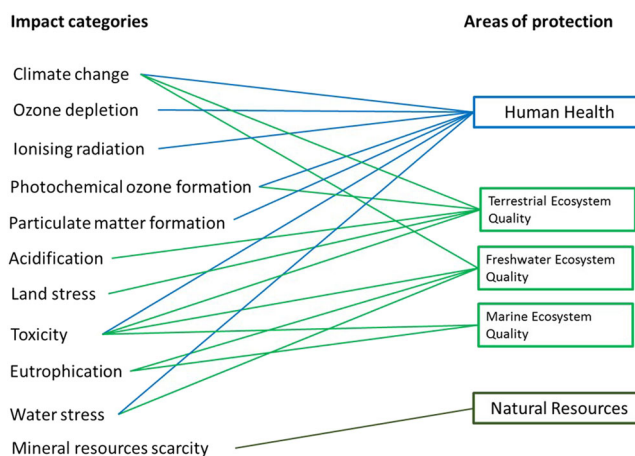 Impact categories
Areas of protection
Climate change
Ozone depletion
Ionising radiation
Photochemical ozone formation
Particulate matter formation
Acidification
Land stress
Toxicity
Eutrophication
Water stress
Mineral resources scarcity
Human Health
Terrestrial Ecosystem
Quality
Freshwater Ecosystem
Quality
Marine Ecosystem
Quality
Natural Resources